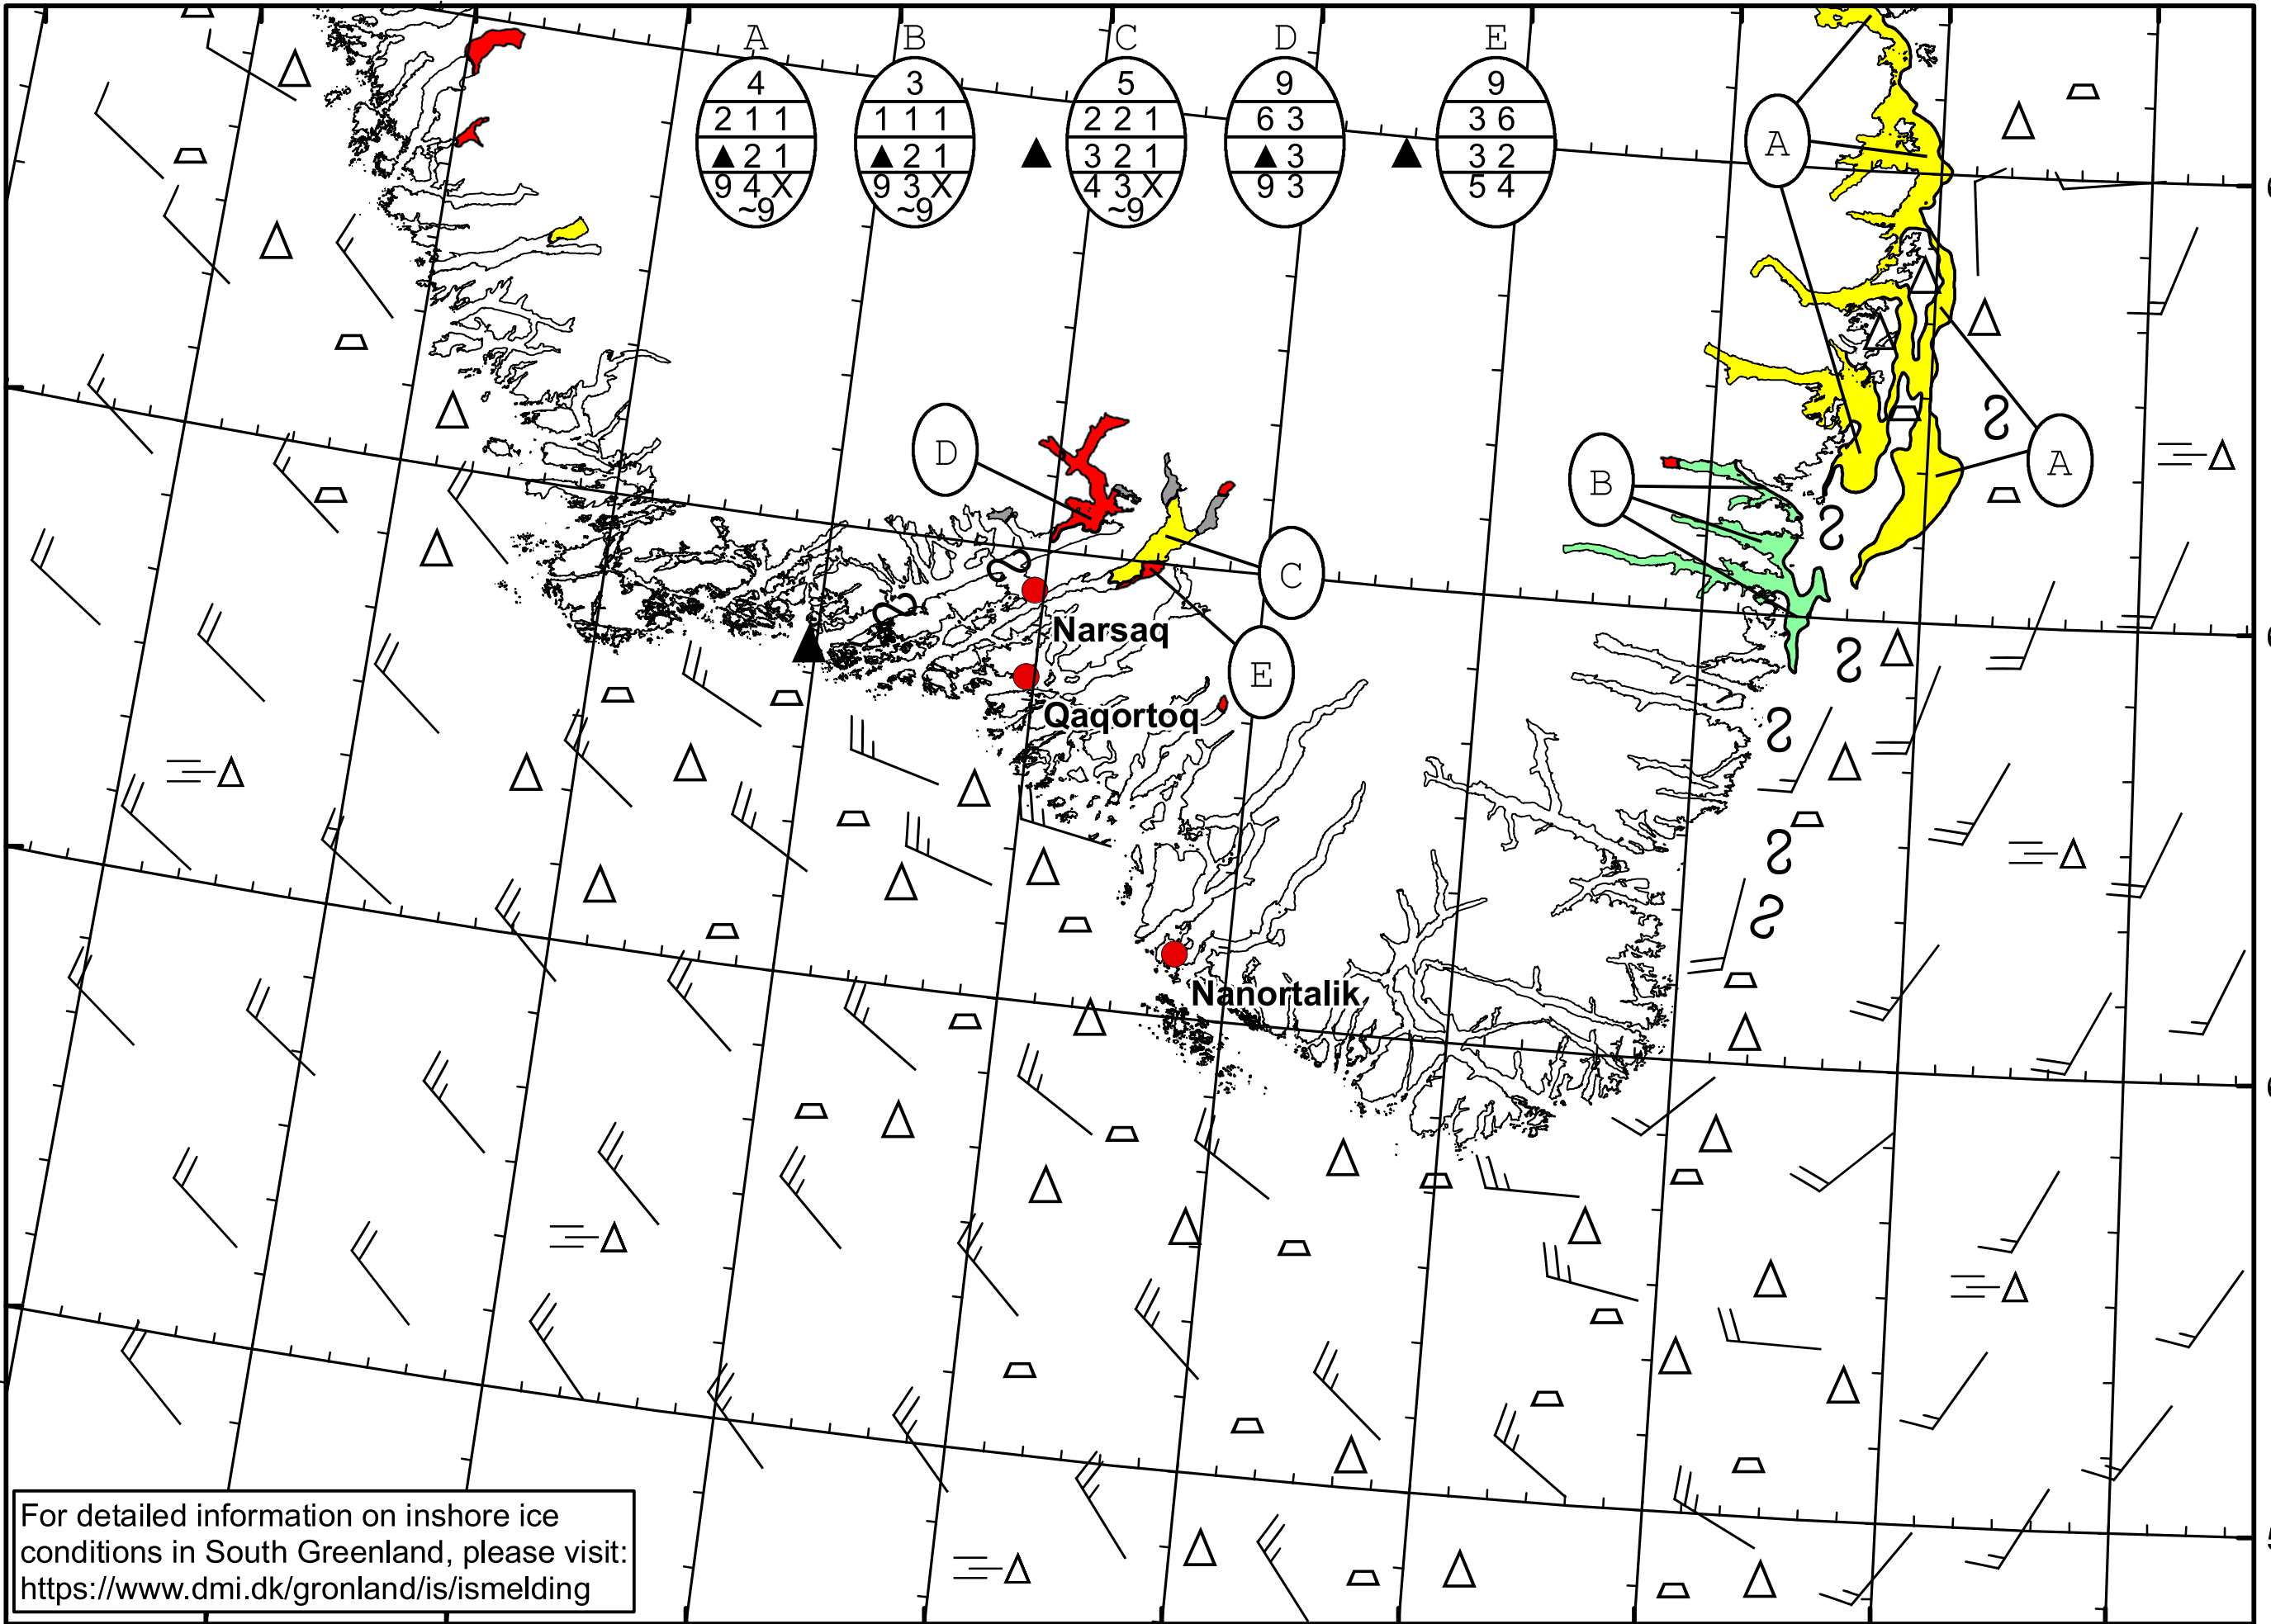 A B C D E
4 3 5 9 9
2 1 1 1 1 1 2 2 1 6 3 3 6
▲ 2 1 ▲ 2 1 ▲ 3 2 1 ▲ 3 ▲ 3 2
9 4 X 9 3 X 4 3 X 9 3 5 4
~9 ~9 ~9
A
6
D
A
B
C
6
Narsaq
E
Qaqortoq
Nanortalik
6
For detailed information on inshore ice
conditions in South Greenland, please visit:
https://www.dmi.dk/gronland/is/ismelding